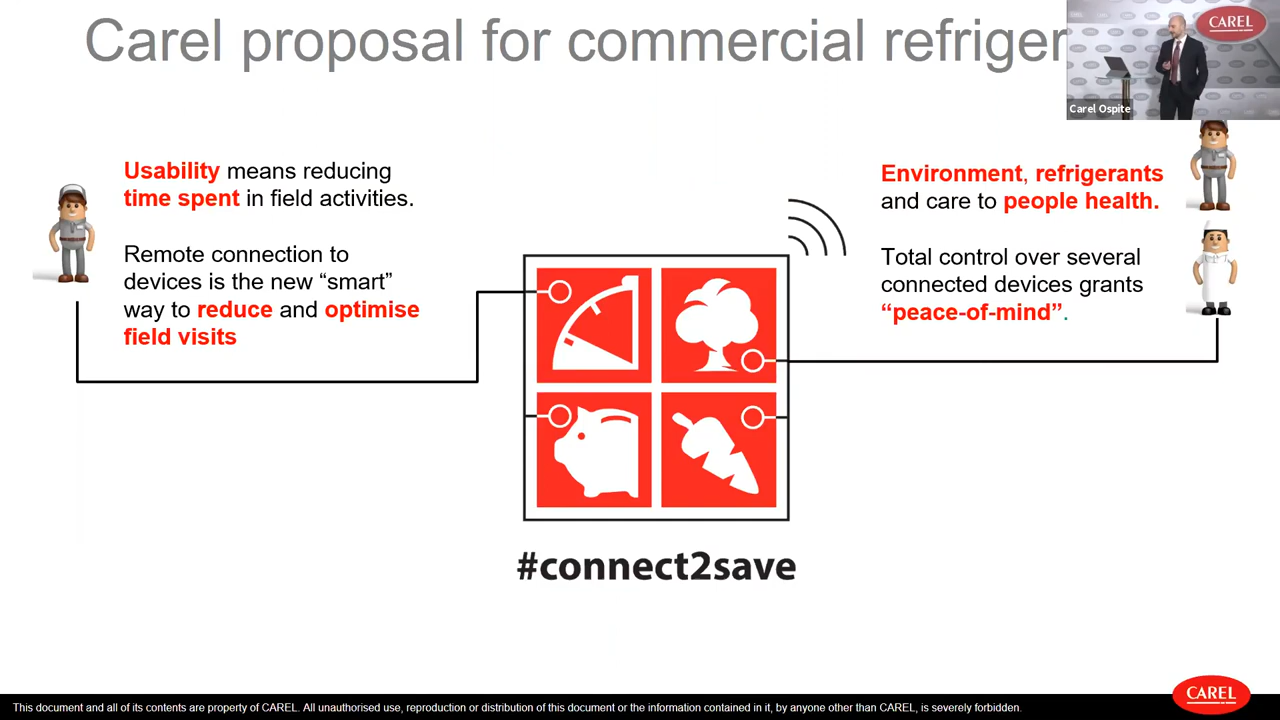 Carel proposal for commercial refriger
CAREL
Carel Ospite
Usability means reducing
time spent in field activities.
Remote connection to
devices is the new “smart”
way to reduce and optimise
field visits
Environment, refrigerants
and care to people health.
Total control over several
connected devices grants
“peace-of-mind”.
#connect2save
CAREL
This document and all of its contents are property of CAREL. All unauthorised use, reproduction or distribution of this document or the information contained in it, by anyone other than CAREL, is severely forbidden.